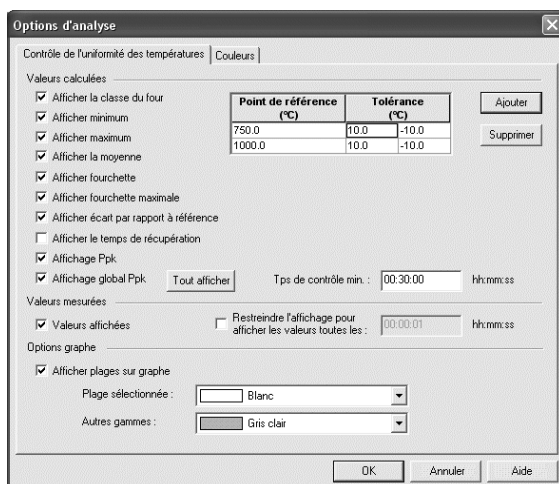 Options d'analyse
Contrôle de l'uniformité des températures
Couleurs
Valeurs calculées
Afficher la classe du four
Afficher minimum
Afficher maximum
Afficher la moyenne
Afficher fourchette
Afficher fourchette maximale
Afficher écart par rapport à référence
Afficher le temps de récupération
Affichage Ppk
Affichage global Ppk
Tout afficher
Point de référence (°C) Tolérance (°C)
750.0 10.0 -10.0
1000.0 10.0 -10.0
Ajouter
Supprimer
Tps de contrôle min. : 00:30:00 hh:mm:ss
Valeurs mesurées
Valeurs affichées
Restreindre l'affichage pour
afficher les valeurs toutes les : 00:00:01 hh:mm:ss
Options graphe
Afficher plages sur graphe
Plage sélectionnée : Blanc
Autres gammes : Gris clair
OK Annuler Aide